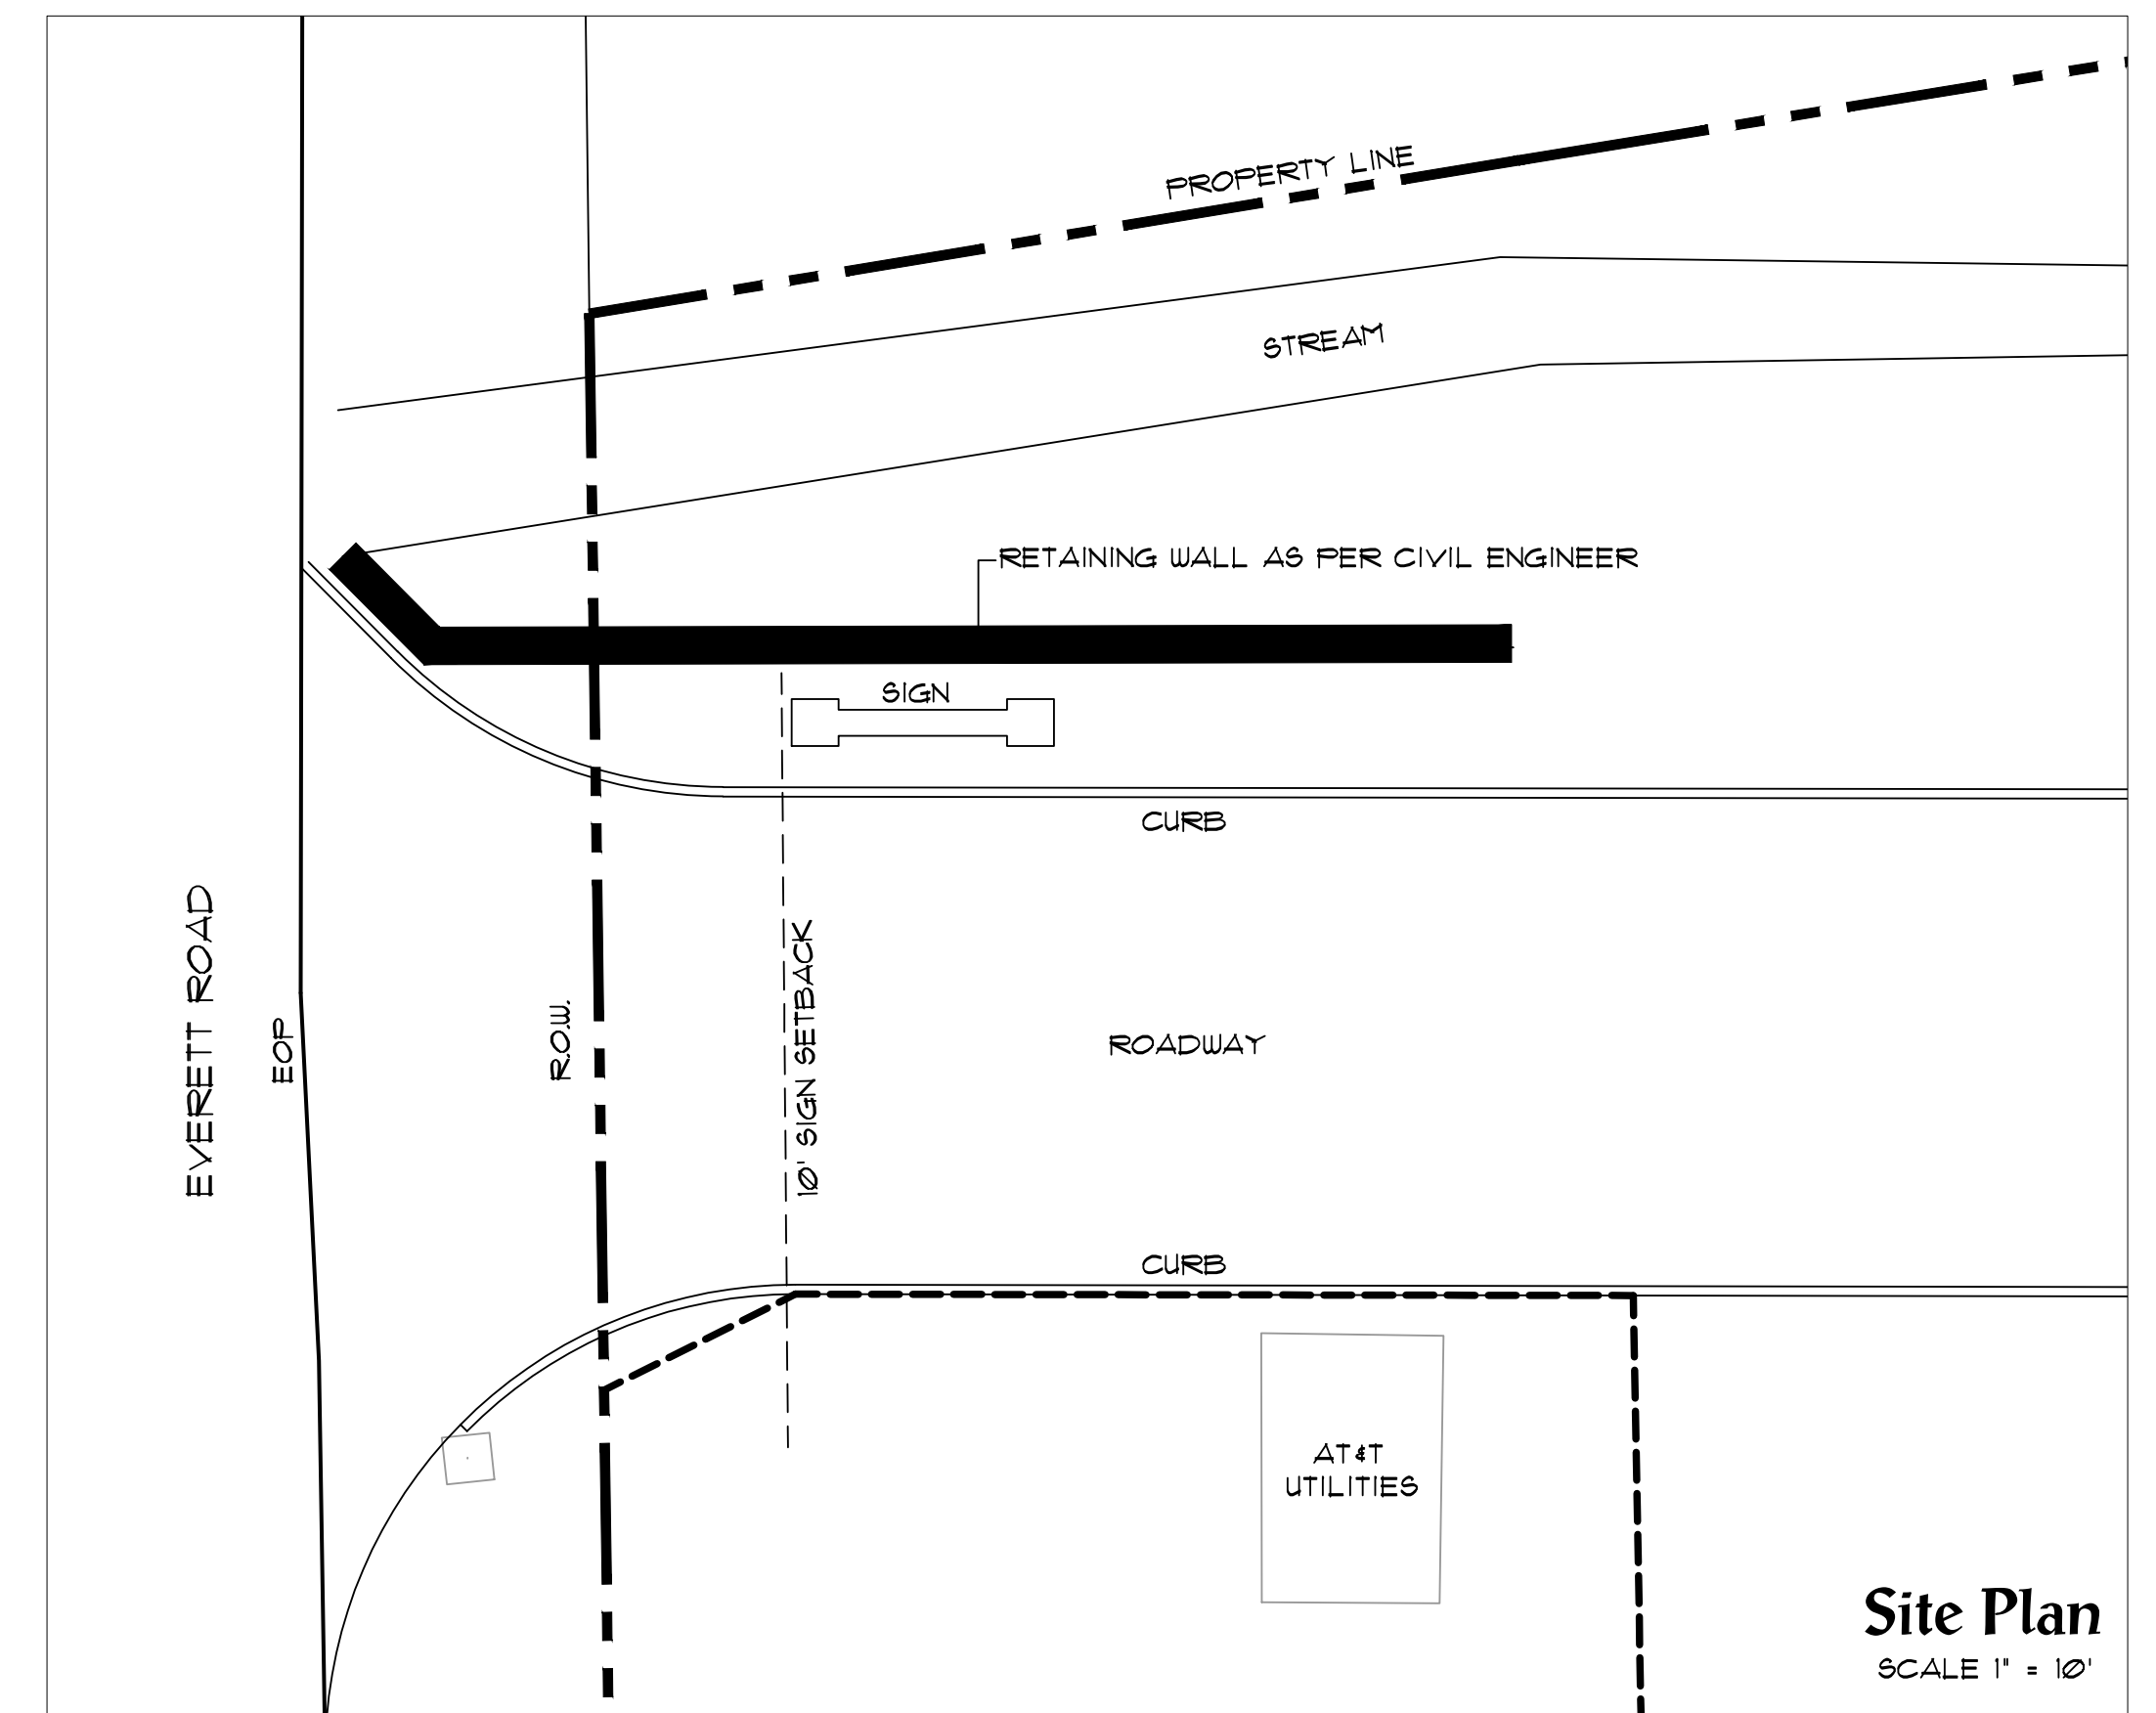 PROPERTY LINE
STREAM
RETAINING WALL AS PER CIVIL ENGINEER
SIGN
CURB
EVERETT ROAD
EOP
R.O.W.
10' SIGN SETBACK
ROADWAY
CURB
AT&T
UTILITIES
Site Plan
SCALE 1" = 10'